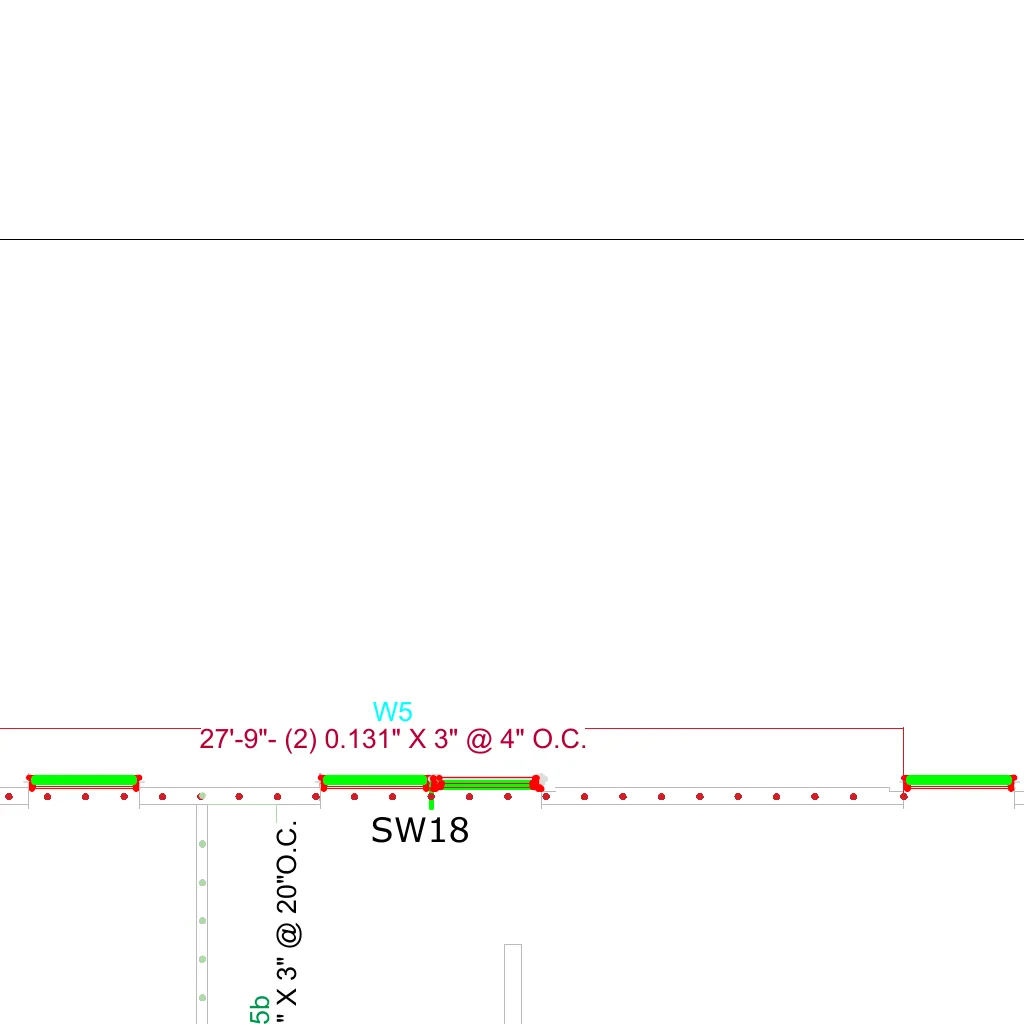 W5
27'-9"- (2) 0.131" X 3" @ 4" O.C.
SW18
" X 3" @ 20"O.C.
5b